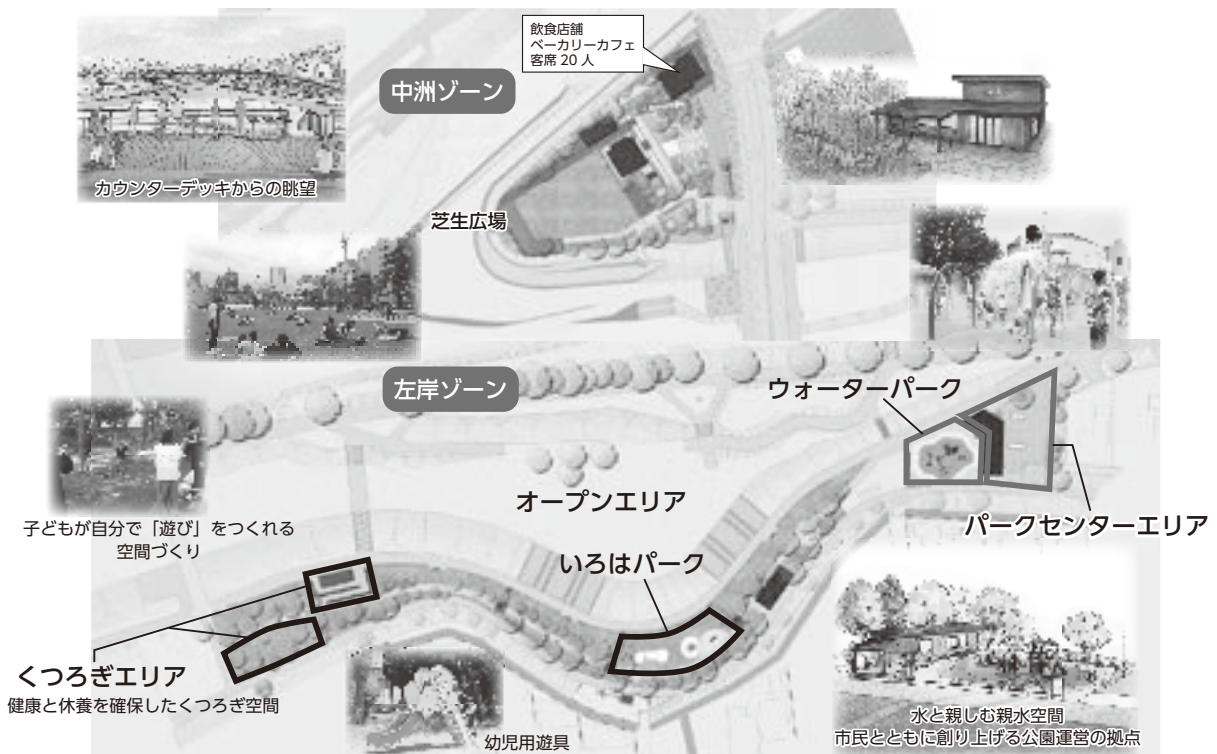 飲食店舗
ベーカリーカフェ
客席 20 人
中洲ゾーン
カウンターデッキからの眺望
芝生広場
左岸ゾーン
ウォーターパーク
オープンエリア
パークセンターエリア
子どもが自分で「遊び」をつくれる
空間づくり
いろはパーク
くつろぎエリア
健康と休養を確保したくつろぎ空間
幼児用遊具
水と親しむ親水空間
市民とともに創り上げる公園運営の拠点